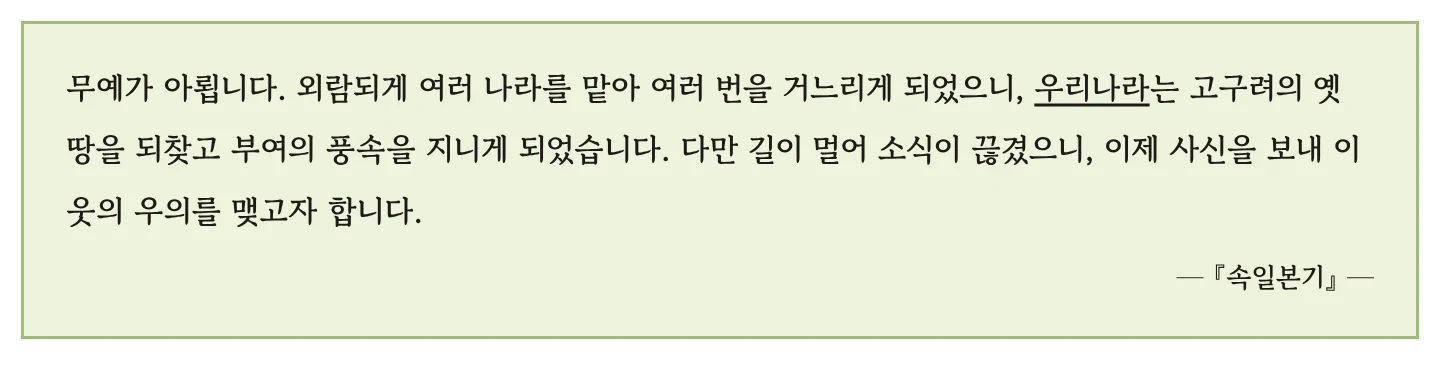 무예가 아룁니다. 외람되게 여러 나라를 맡아 여러 번을 거느리게 되었으니, 우리나라는 고구려의 옛
땅을 되찾고 부여의 풍속을 지니게 되었습니다. 다만 길이 멀어 소식이 끊겼으니, 이제 사신을 보내 이
웃의 우의를 맺고자 합니다.
―『속일본기』―